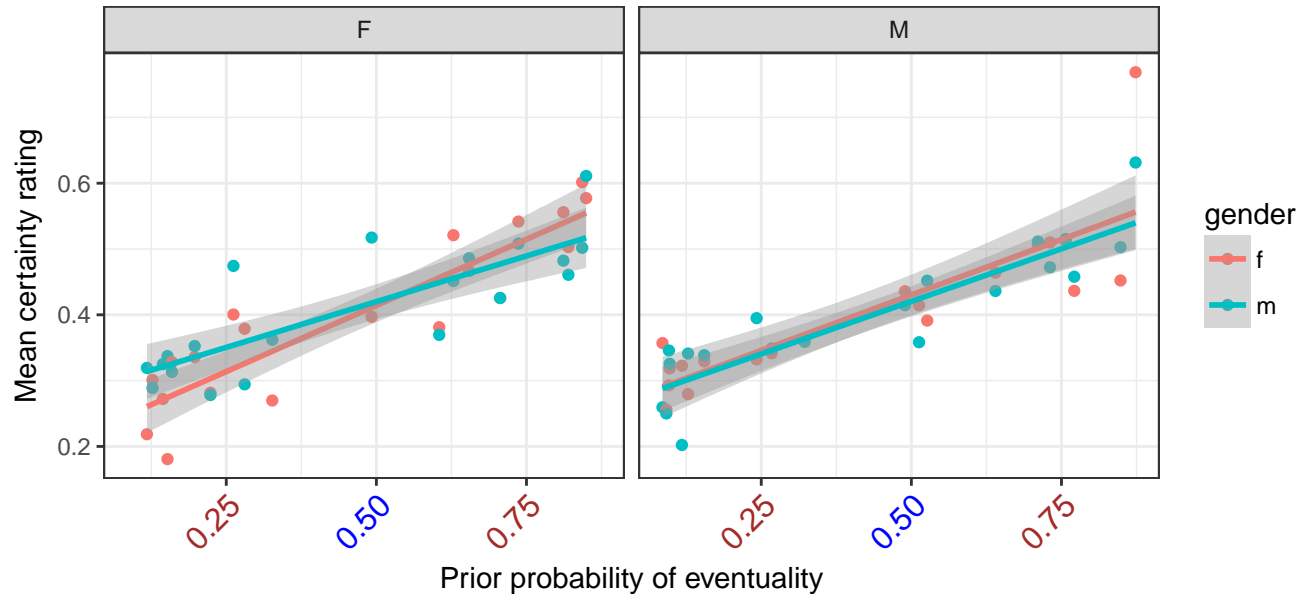 F
M
Mean certainty rating
0.6
0.4
0.2
0.25
0.50
0.75
0.25
0.50
0.75
Prior probability of eventuality
gender
f
m